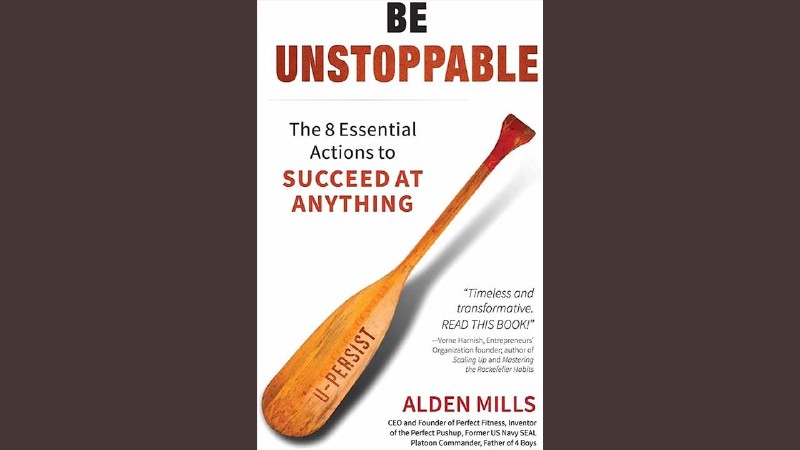 BE
UNSTOPPABLE
The 8 Essential
Actions to
SUCCEED AT
ANYTHING
"Timeless and
transformative.
READ THIS BOOK!"
—Verne Harnish, Entrepreneurs'
Organization founder; author of
Scaling Up and Mastering
the Rockefeller Habits
U-PERSIST
ALDEN MILLS
CEO and Founder of Perfect Fitness, Inventor
of the Perfect Pushup, Former US Navy SEAL
Platoon Commander, Father of 4 Boys